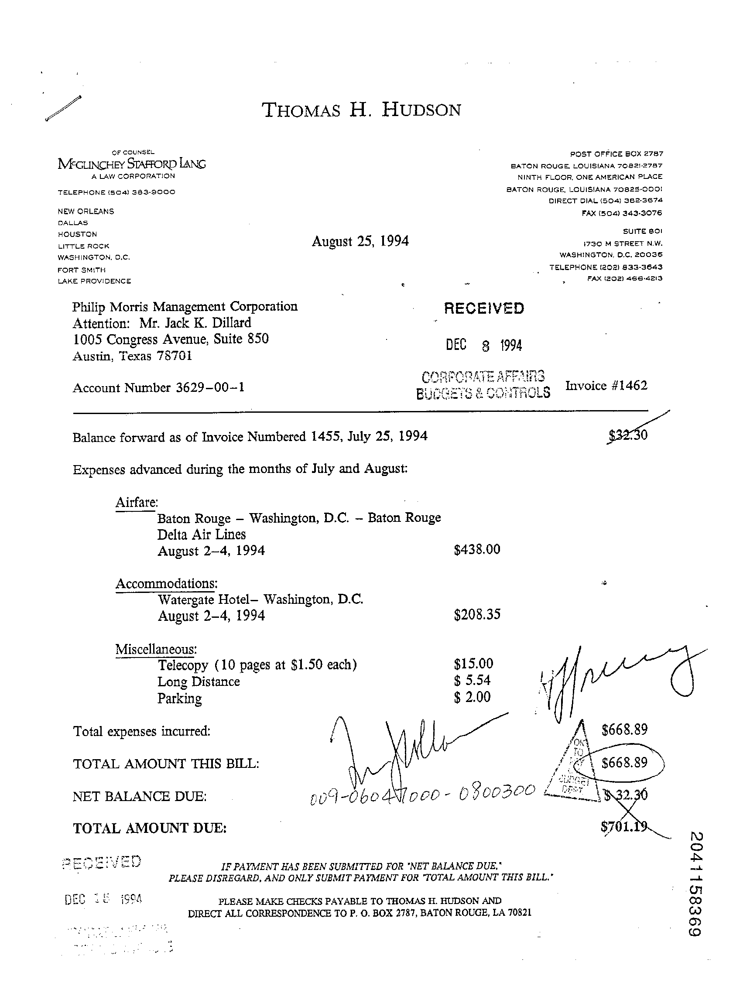 THOMAS H. HUDSON
OF COUNSEL
MCGLINCHEY STAFFORD LANG
A LAW CORPORATION
TELEPHONE (504) 383-9000
NEW ORLEANS
DALLAS
HOUSTON
LITTLE ROCK
WASHINGTON, D.C.
FORT SMITH
LAKE PROVIDENCE
POST OFFICE BOX 2787
BATON ROUGE, LOUISIANA 70821-2787
NINTH FLOOR, ONE AMERICAN PLACE
BATON ROUGE, LOUISIANA 70825-0001
DIRECT DIAL (504) 382-3674
FAX (504) 343-3076
SUITE 801
1730 M STREET N.W.
WASHINGTON, D.C. 20036
TELEPHONE (202) 833-3643
FAX (202) 466-4213
August 25, 1994
Philip Morris Management Corporation
Attention: Mr. Jack K. Dillard
1005 Congress Avenue, Suite 850
Austin, Texas 78701
RECEIVED
DEC 8 1994
CORPORATE AFFAIRS
BUDGETS & CONTROLS
Account Number 3629-00-1
Invoice #1462
Balance forward as of Invoice Numbered 1455, July 25, 1994 $32.30
Expenses advanced during the months of July and August:
Airfare:
Baton Rouge – Washington, D.C. – Baton Rouge
Delta Air Lines
August 2–4, 1994 $438.00
Accommodations:
Watergate Hotel– Washington, D.C.
August 2–4, 1994 $208.35
Miscellaneous:
Telecopy (10 pages at $1.50 each) $15.00
Long Distance $ 5.54
Parking $ 2.00
Total expenses incurred: $668.89
TOTAL AMOUNT THIS BILL: $668.89
OK
TO
PAY
BUDGET
DEPT
009-06047000-0800300
NET BALANCE DUE: $ 32.30
TOTAL AMOUNT DUE: $701.19
RECEIVED
DEC 1994
IF PAYMENT HAS BEEN SUBMITTED FOR "NET BALANCE DUE,"
PLEASE DISREGARD, AND ONLY SUBMIT PAYMENT FOR "TOTAL AMOUNT THIS BILL."
PLEASE MAKE CHECKS PAYABLE TO THOMAS H. HUDSON AND
DIRECT ALL CORRESPONDENCE TO P. O. BOX 2787, BATON ROUGE, LA 70821
2041158369